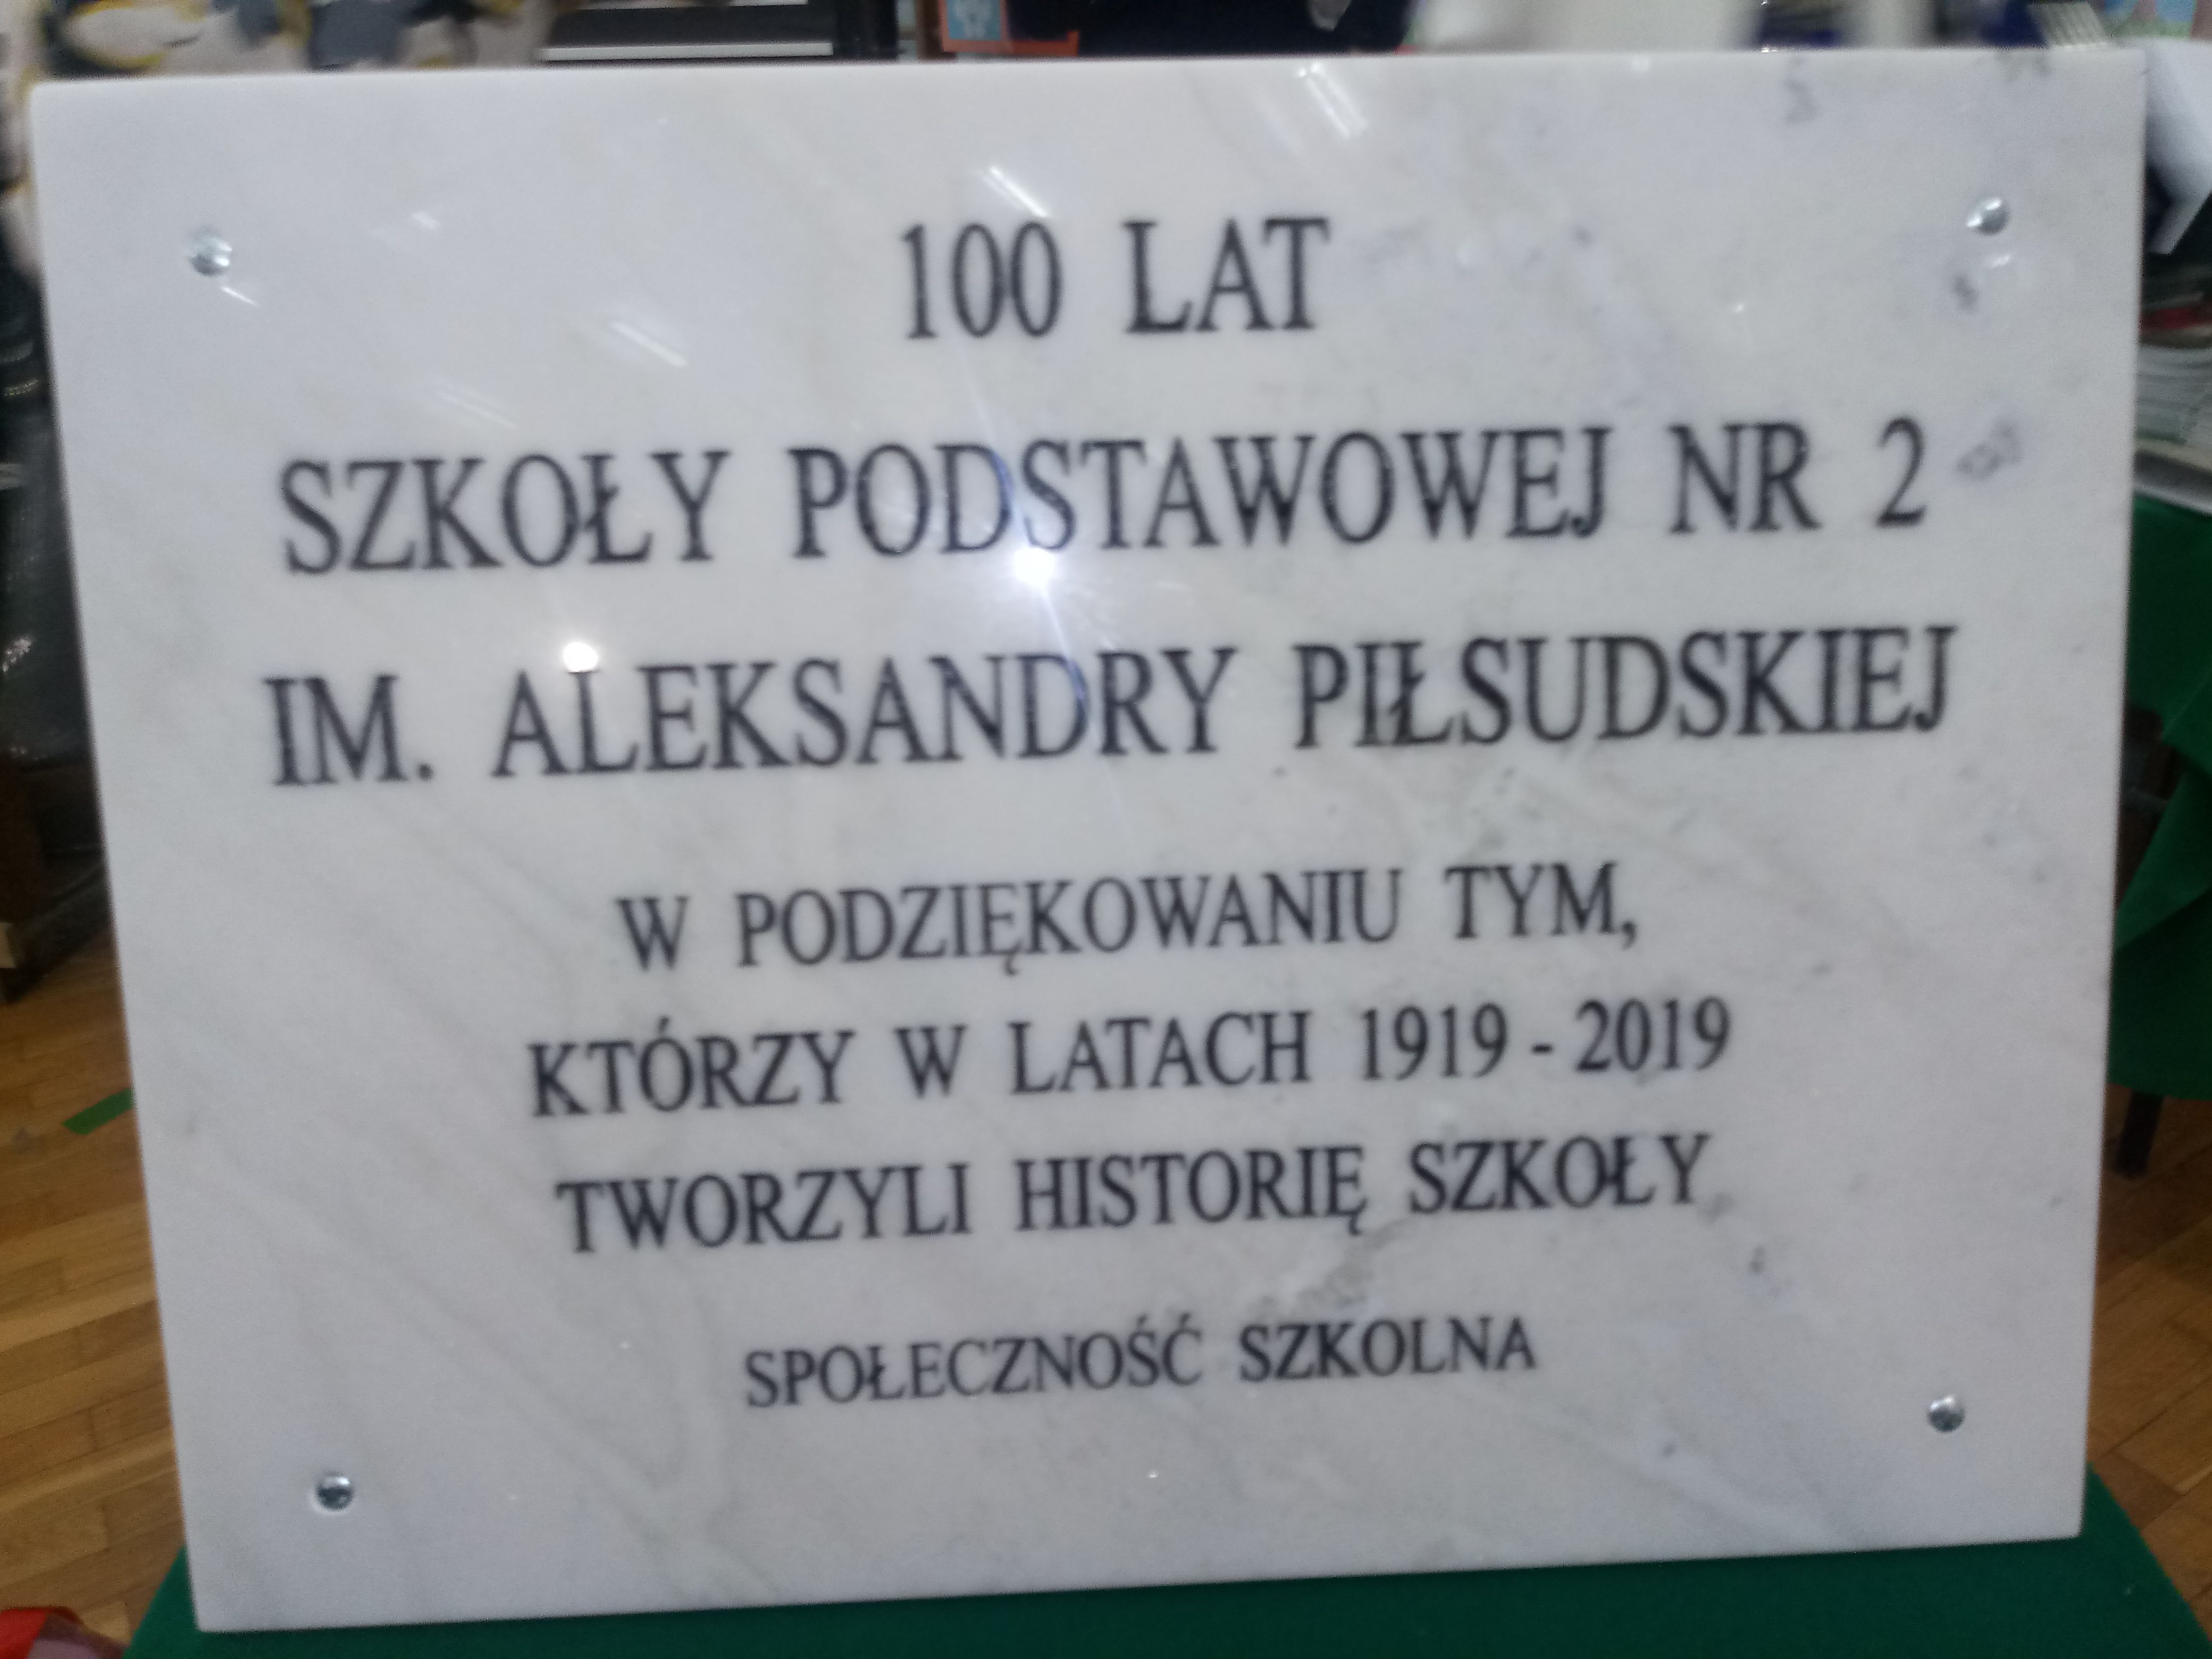 100 LAT
SZKOŁY PODSTAWOWEJ NR 2
IM. ALEKSANDRY PIŁSUDSKIEJ
W PODZIĘKOWANIU TYM,
KTÓRZY W LATACH 1919 - 2019
TWORZYLI HISTORIĘ SZKOŁY
SPOŁECZNOŚĆ SZKOLNA